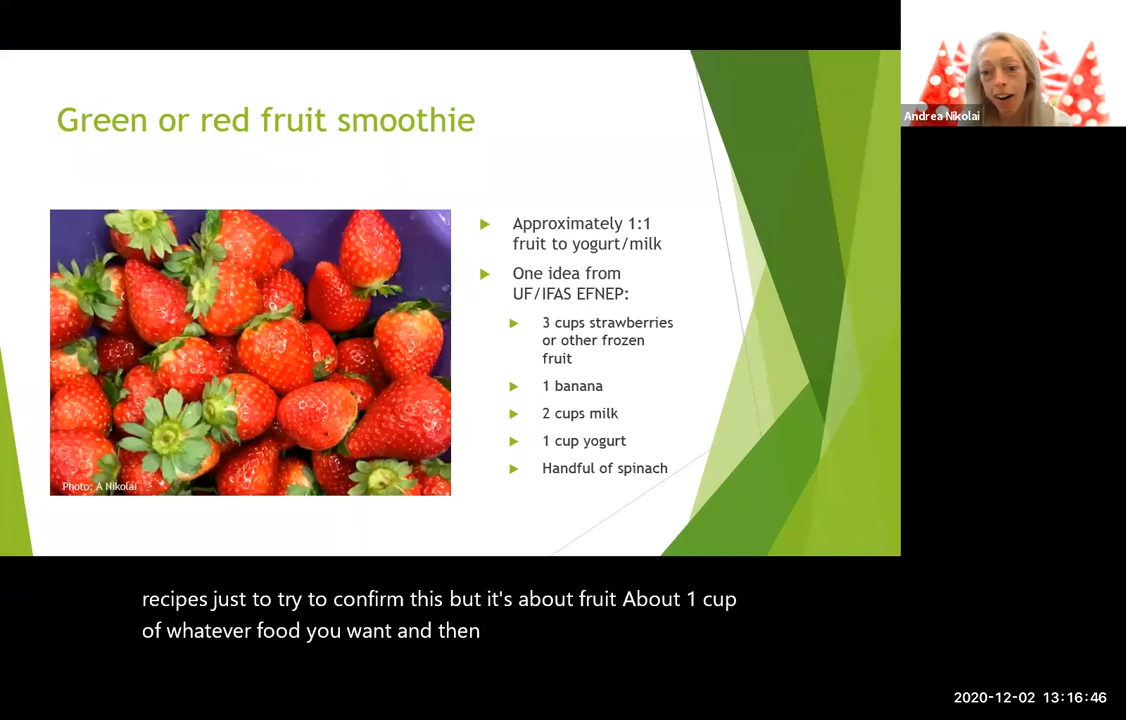 Green or red fruit smoothie
Approximately 1:1
fruit to yogurt/milk
One idea from
UF/IFAS EFNEP:
3 cups strawberries
or other frozen
fruit
1 banana
2 cups milk
1 cup yogurt
Handful of spinach
Photo: A Nikolai
Andrea Nikolai
recipes just to try to confirm this but it's about fruit About 1 cup
of whatever food you want and then
2020-12-02 13:16:46